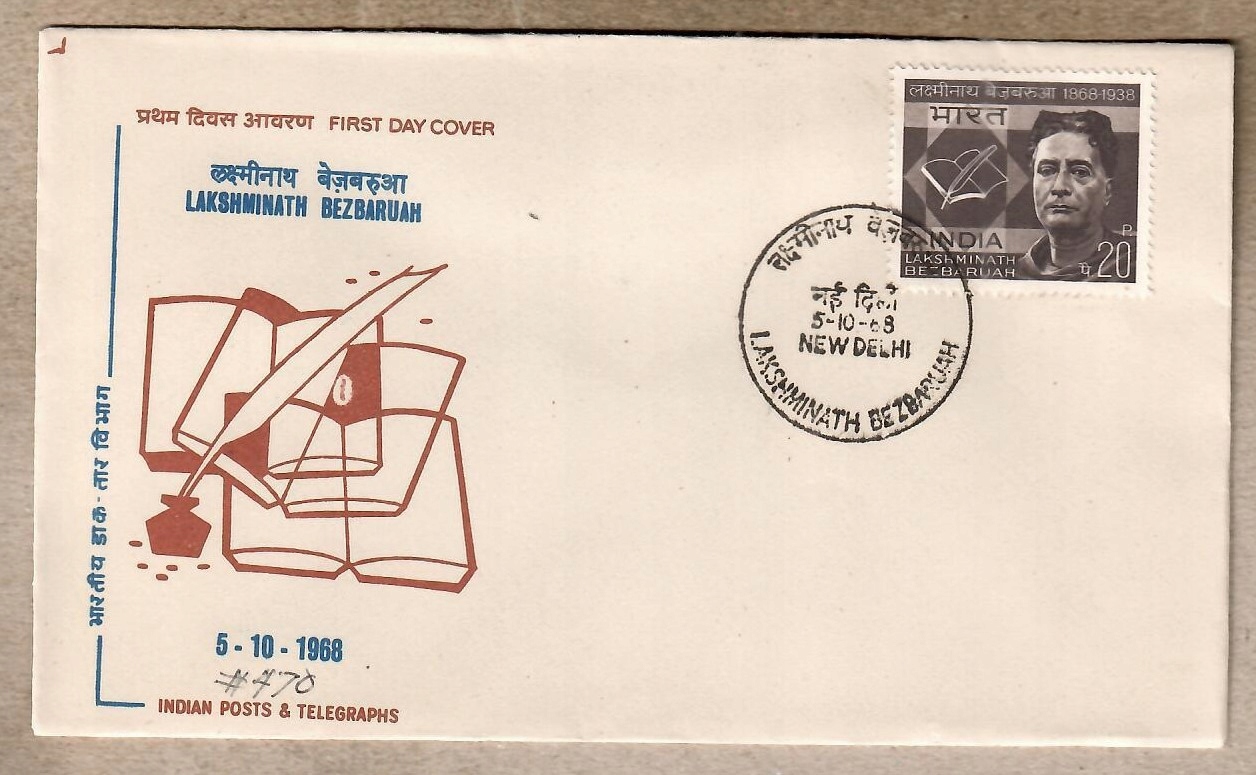 प्रथम दिवस आवरण FIRST DAY COVER
लक्ष्मीनाथ बेज़बरुआ
LAKSHMINATH BEZBARUAH
भारतीय डाक-तार विभाग
5-10-1968
#470
INDIAN POSTS & TELEGRAPHS
लक्ष्मीनाथ बेज़बरुआ 1868-1938
भारत
INDIA
LAKSHMINATH
BEZBARUAH
P.
पै 20
लक्ष्मीनाथ
नई
5-10-68
NEW DELHI
LAKSHMINATH BEZBARUAH